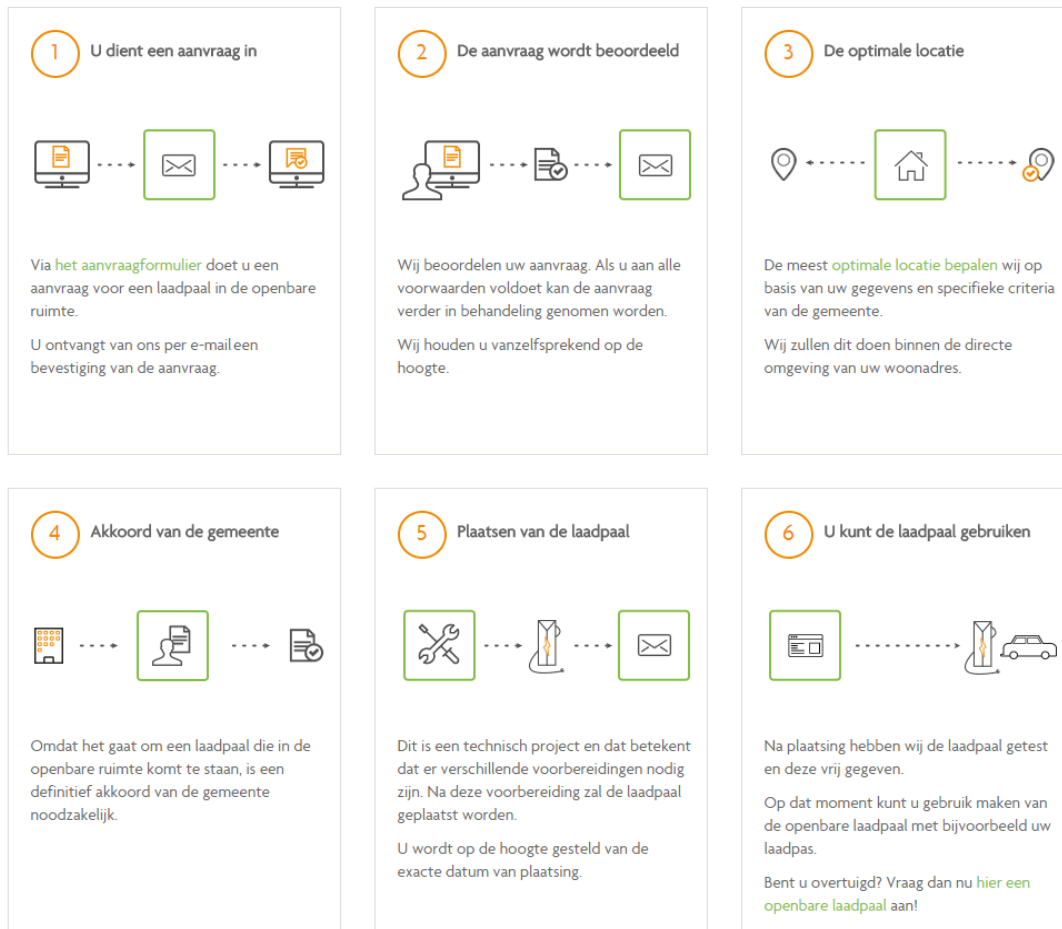 1 U dient een aanvraag in
Via het aanvraagformulier doet u een
aanvraag voor een laadpaal in de openbare
ruimte.
U ontvangt van ons per e-mail een
bevestiging van de aanvraag.
2 De aanvraag wordt beoordeeld
Wij beoordelen uw aanvraag. Als u aan alle
voorwaarden voldoet kan de aanvraag
verder in behandeling genomen worden.
Wij houden u vanzelfsprekend op de
hoogte.
3 De optimale locatie
De meest optimale locatie bepalen wij op
basis van uw gegevens en specifieke criteria
van de gemeente.
Wij zullen dit doen binnen de directe
omgeving van uw woonadres.
4 Akkoord van de gemeente
Omdat het gaat om een laadpaal die in de
openbare ruimte komt te staan, is een
definitief akkoord van de gemeente
noodzakelijk.
5 Plaatsen van de laadpaal
Dit is een technisch project en dat betekent
dat er verschillende voorbereidingen nodig
zijn. Na deze voorbereiding zal de laadpaal
geplaatst worden.
U wordt op de hoogte gesteld van de
exacte datum van plaatsing.
6 U kunt de laadpaal gebruiken
Na plaatsing hebben wij de laadpaal getest
en deze vrij gegeven.
Op dat moment kunt u gebruik maken van
de openbare laadpaal met bijvoorbeeld uw
laadpas.
Bent u overtuigd? Vraag dan nu hier een
openbare laadpaal aan!